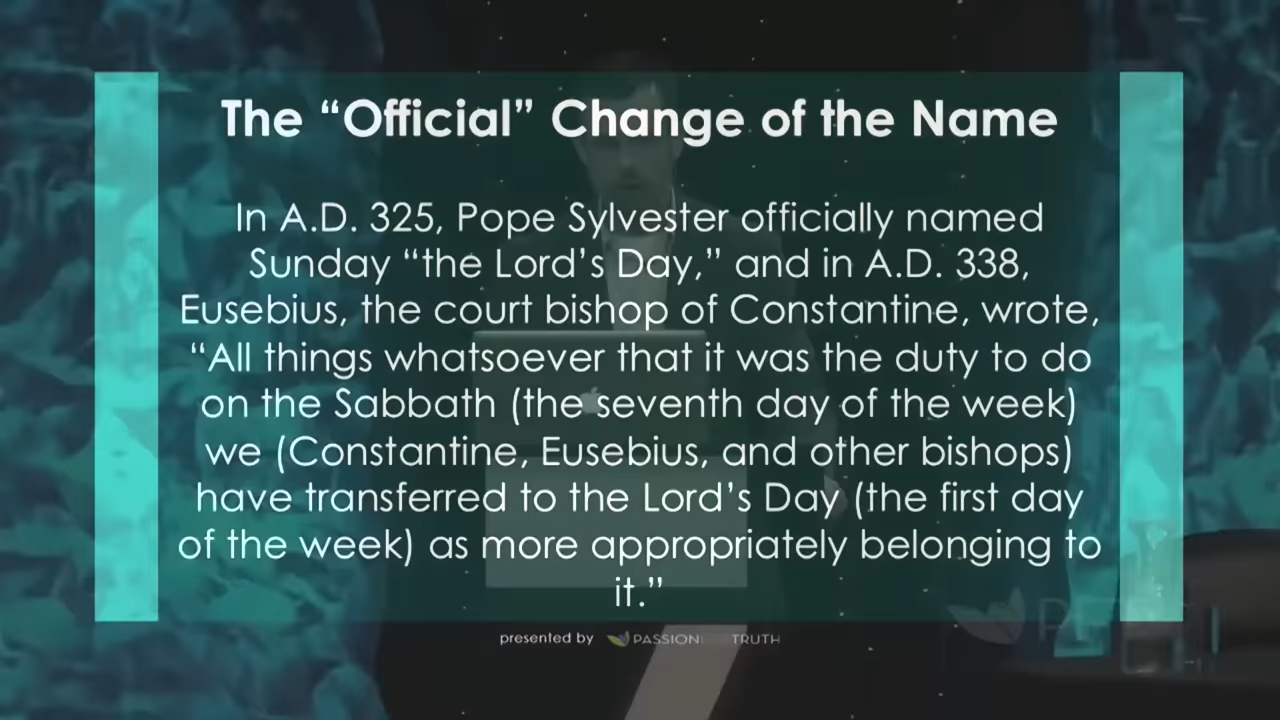 The “Official” Change of the Name
In A.D. 325, Pope Sylvester officially named
Sunday “the Lord’s Day,” and in A.D. 338,
Eusebius, the court bishop of Constantine, wrote,
“All things whatsoever that it was the duty to do
on the Sabbath (the seventh day of the week)
we (Constantine, Eusebius, and other bishops)
have transferred to the Lord’s Day (the first day
of the week) as more appropriately belonging to
it.”
presented by PASSION TRUTH